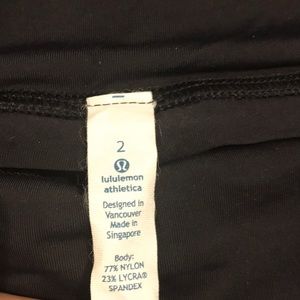 2
lululemon
athletica
Designed in
Vancouver
Made in
Singapore
Body:
77% NYLON
23% LYCRA®
SPANDEX